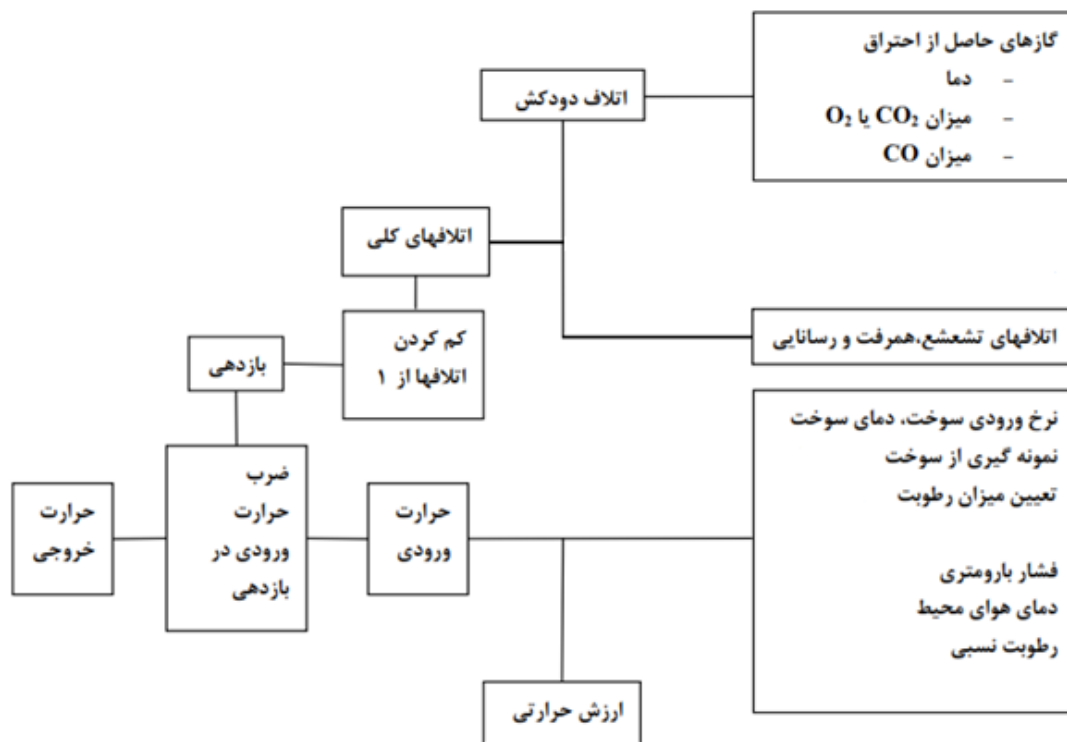 گازهای حاصل از احتراق
- دما
- میزان CO₂ یا O₂
- میزان CO
اتلاف دودکش
اتلافهای کلی
کم کردن
اتلافها از ۱
بازدهی
اتلافهای تشعشع،همرفت و رسانایی
نرخ ورودی سوخت، دمای سوخت
نمونه گیری از سوخت
تعیین میزان رطوبت
فشار بارومتری
دمای هوای محیط
رطوبت نسبی
حرارت
ورودی
ضرب
حرارت
ورودی در
بازدهی
حرارت
خروجی
ارزش حرارتی